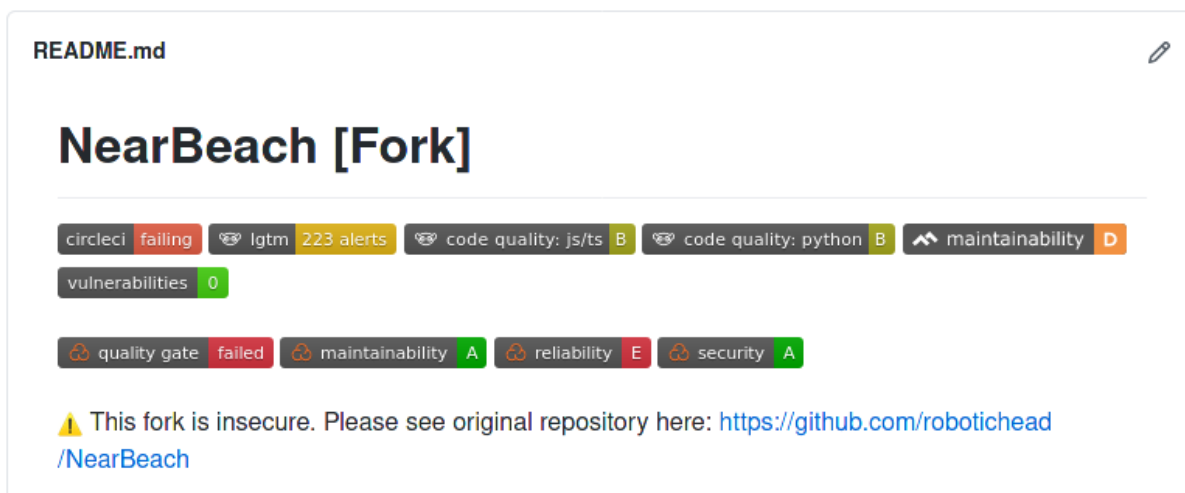 README.md
NearBeach [Fork]
circleci failing lgtm 223 alerts code quality: js/ts B code quality: python B maintainability D
vulnerabilities 0
quality gate failed maintainability A reliability E security A
This fork is insecure. Please see original repository here: https://github.com/robotichead
/NearBeach